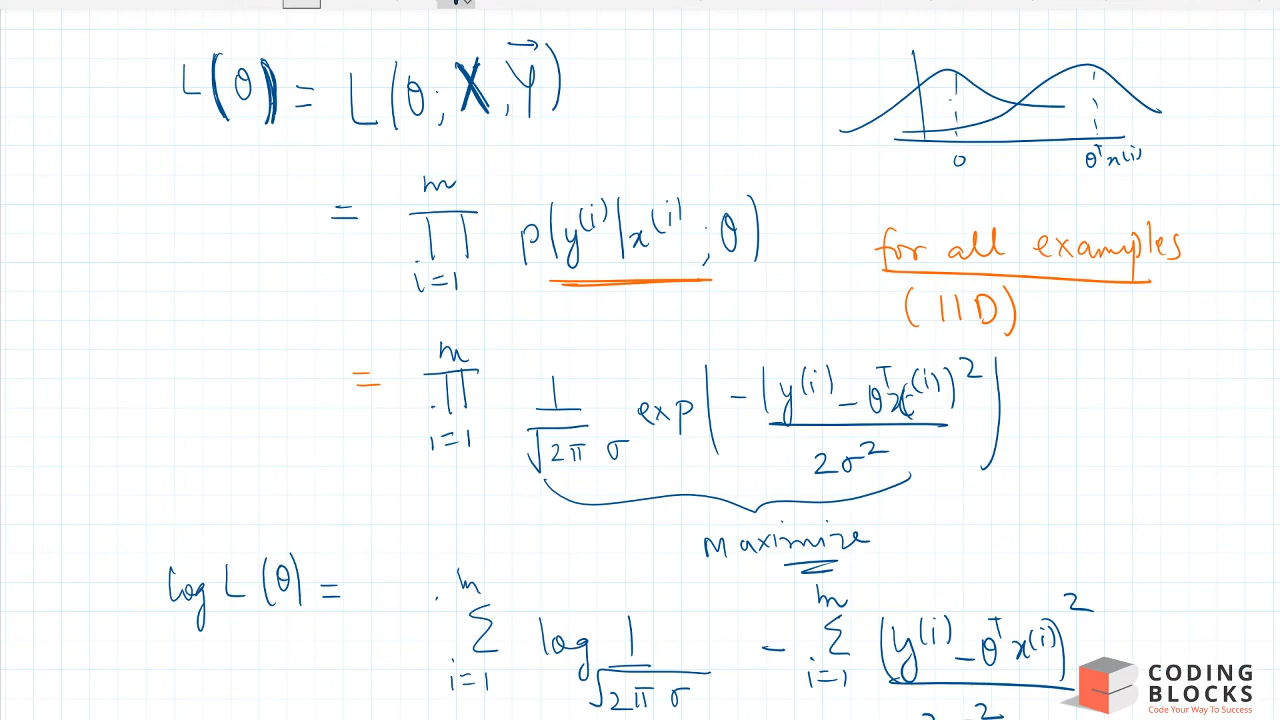 L(θ) = L(θ; X, Y⃗)
0 θᵀx(i)
= ∏ᵢ₌₁ᵐ P(y⁽ⁱ⁾|x⁽ⁱ⁾; θ)
for all examples
(IID)
= ∏ᵢ₌₁ᵐ 1/(√2π σ) exp(-(y⁽ⁱ⁾ - θᵀx⁽ⁱ⁾)²/2σ²)
Maximize
log L(θ) = ∑ᵢ₌₁ᵐ log 1/(√2π σ) - ∑ᵢ₌₁ᵐ (y⁽ⁱ⁾ - θᵀx⁽ⁱ⁾)²
CODING
BLOCKS
Code Your Way To Success